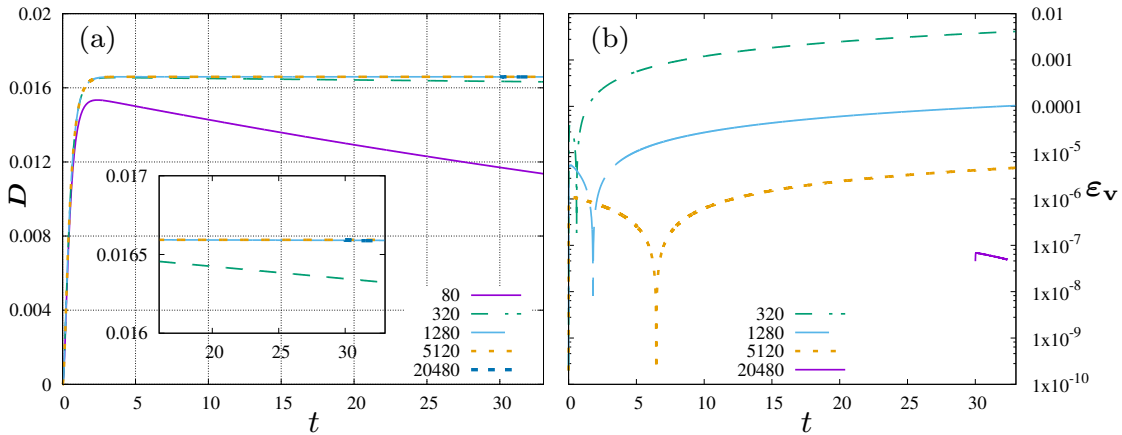 (a)
0.02
0.016
0.012
0.008
0.004
0
D
0 5 10 15 20 25 30
t
0.017
0.0165
0.016
20 25 30
80
320
1280
5120
20480
(b)
0.01
0.001
0.0001
1x10^-5
1x10^-6
1x10^-7
1x10^-8
1x10^-9
1x10^-10
ε_v
0 5 10 15 20 25 30
t
320
1280
5120
20480